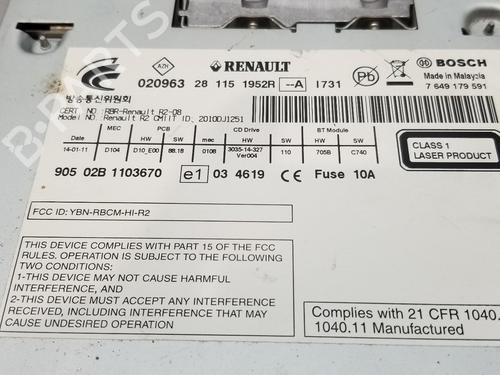 AZH
RENAULT
Pb
BOSCH
Made in Malaysia
7 649 179 591
020963 28 115 1952R --A I731
방송통신위원회
CERT NO: RBR-Renault R2-08
Model No: Renault R2 CMIIT ID: 2010DJ1251
MEC PCB CD Drive BT Module
HW SW HW SW HW SW
14-01-11 D104 D10_E00 88.18 0108 3035-14-327 Ver004 110 705B C740
CLASS 1
LASER PRODUCT
905 02B 1103670 e1 03 4619 CE Fuse 10A
FCC ID: YBN-RBCM-HI-R2
THIS DEVICE COMPLIES WITH PART 15 OF THE FCC
RULES. OPERATION IS SUBJECT TO THE FOLLOWING
TWO CONDITIONS:
1-THIS DEVICE MAY NOT CAUSE HARMFUL
INTERFERENCE, AND
2-THIS DEVICE MUST ACCEPT ANY INTERFERENCE
RECEIVED, INCLUDING INTERFERENCE THAT MAY
CAUSE UNDESIRED OPERATION
Complies with 21 CFR 1040.
1040.11 Manufactured